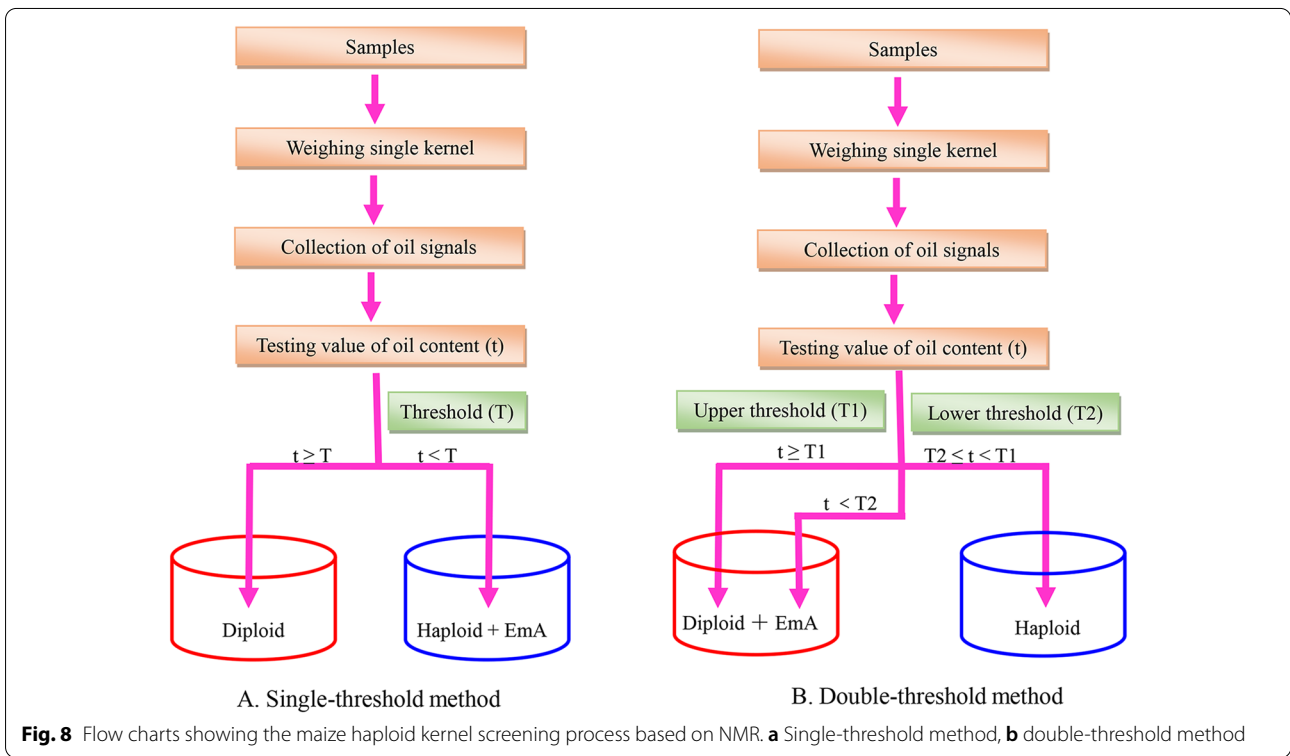 Samples
Weighing single kernel
Collection of oil signals
Testing value of oil content (t)
Threshold (T)
t ≥ T
t < T
Diploid
Haploid + EmA
A. Single-threshold method
Samples
Weighing single kernel
Collection of oil signals
Testing value of oil content (t)
Upper threshold (T1)
Lower threshold (T2)
t ≥ T1
T2 ≤ t < T1
t < T2
Diploid + EmA
Haploid
B. Double-threshold method
Fig. 8 Flow charts showing the maize haploid kernel screening process based on NMR. a Single-threshold method, b double-threshold method